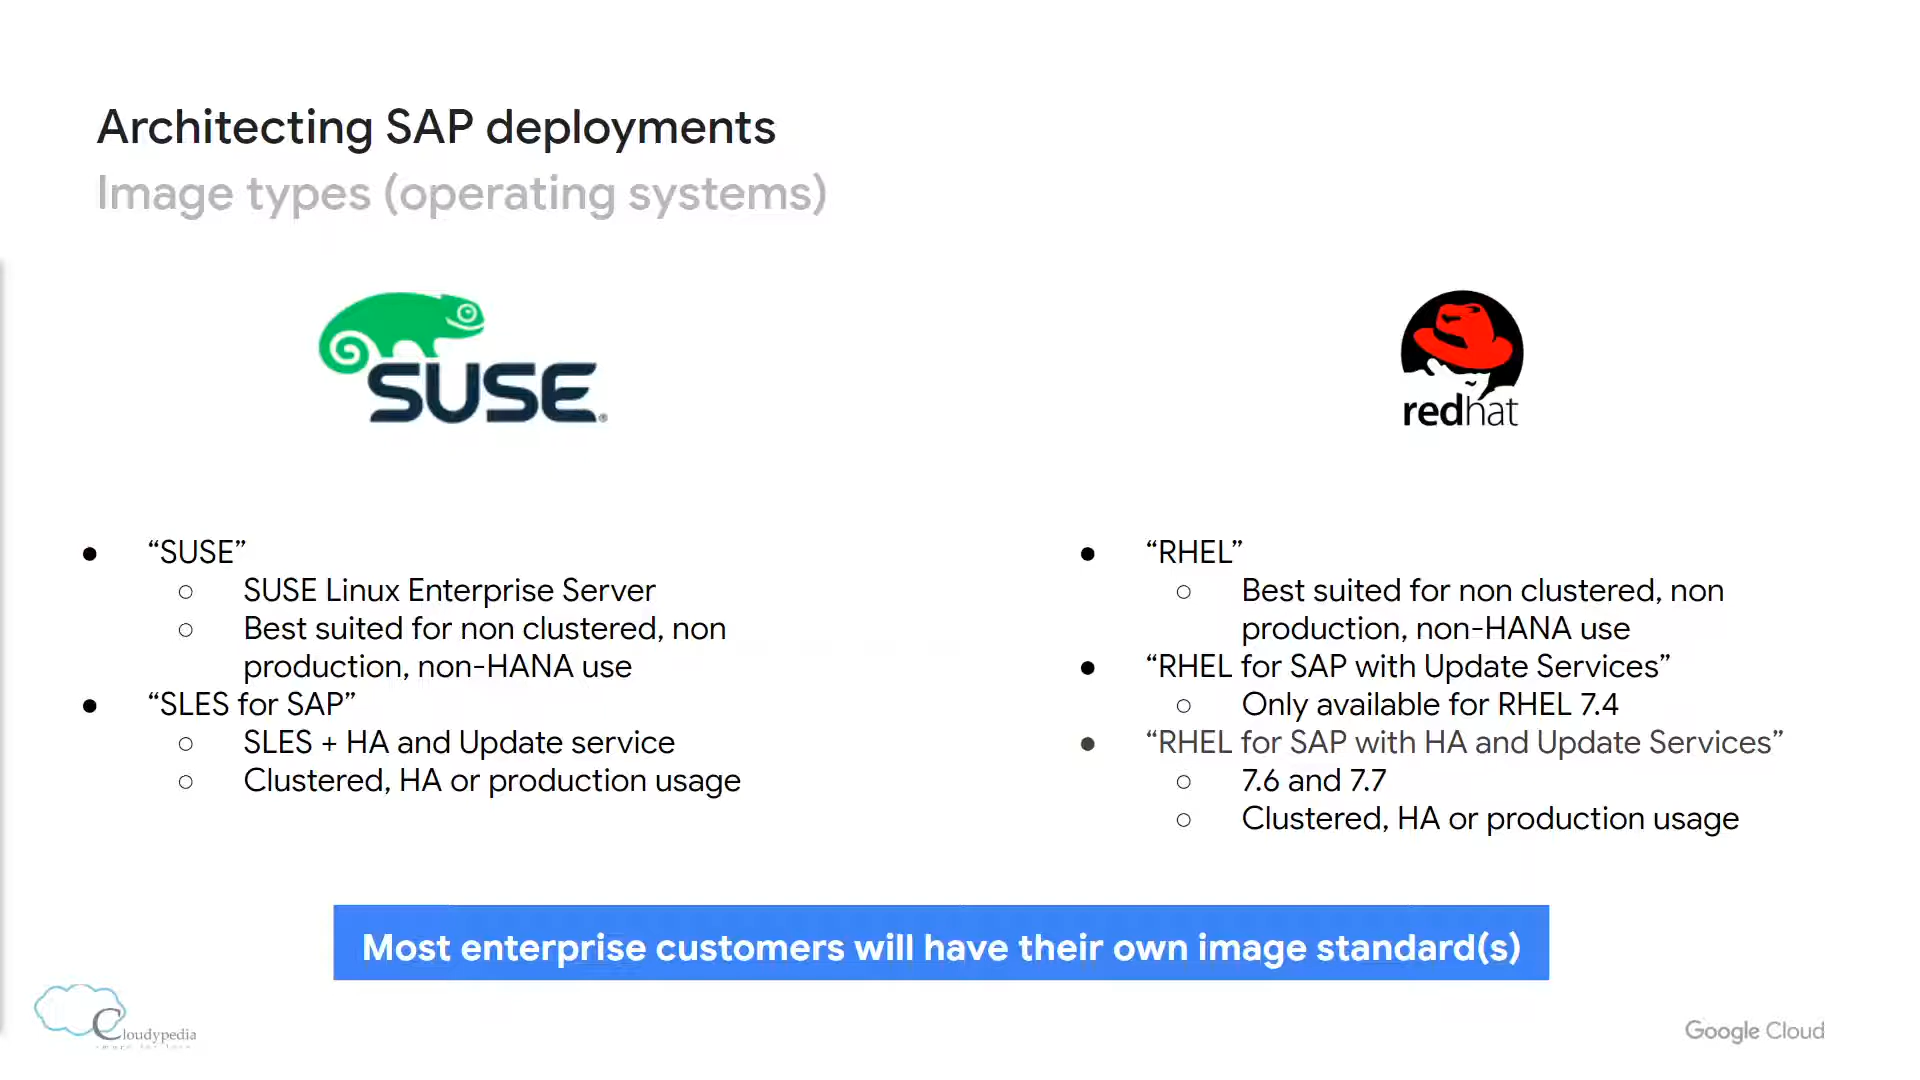 Architecting SAP deployments
Image types (operating systems)
SUSE
redhat
● “SUSE”
○ SUSE Linux Enterprise Server
○ Best suited for non clustered, non
production, non-HANA use
● “SLES for SAP”
○ SLES + HA and Update service
○ Clustered, HA or production usage
● “RHEL”
○ Best suited for non clustered, non
production, non-HANA use
● “RHEL for SAP with Update Services”
○ Only available for RHEL 7.4
● “RHEL for SAP with HA and Update Services”
○ 7.6 and 7.7
○ Clustered, HA or production usage
Most enterprise customers will have their own image standard(s)
Cloudypedia
Google Cloud